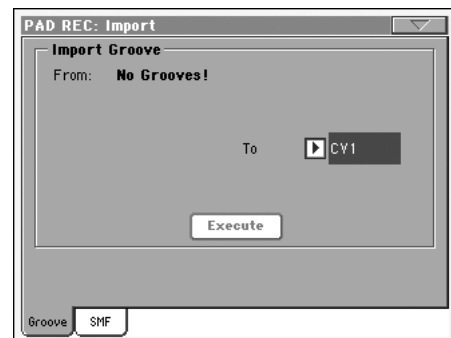 PAD REC: Import
Import Groove
From: No Grooves!
To CV1
Execute
Groove SMF